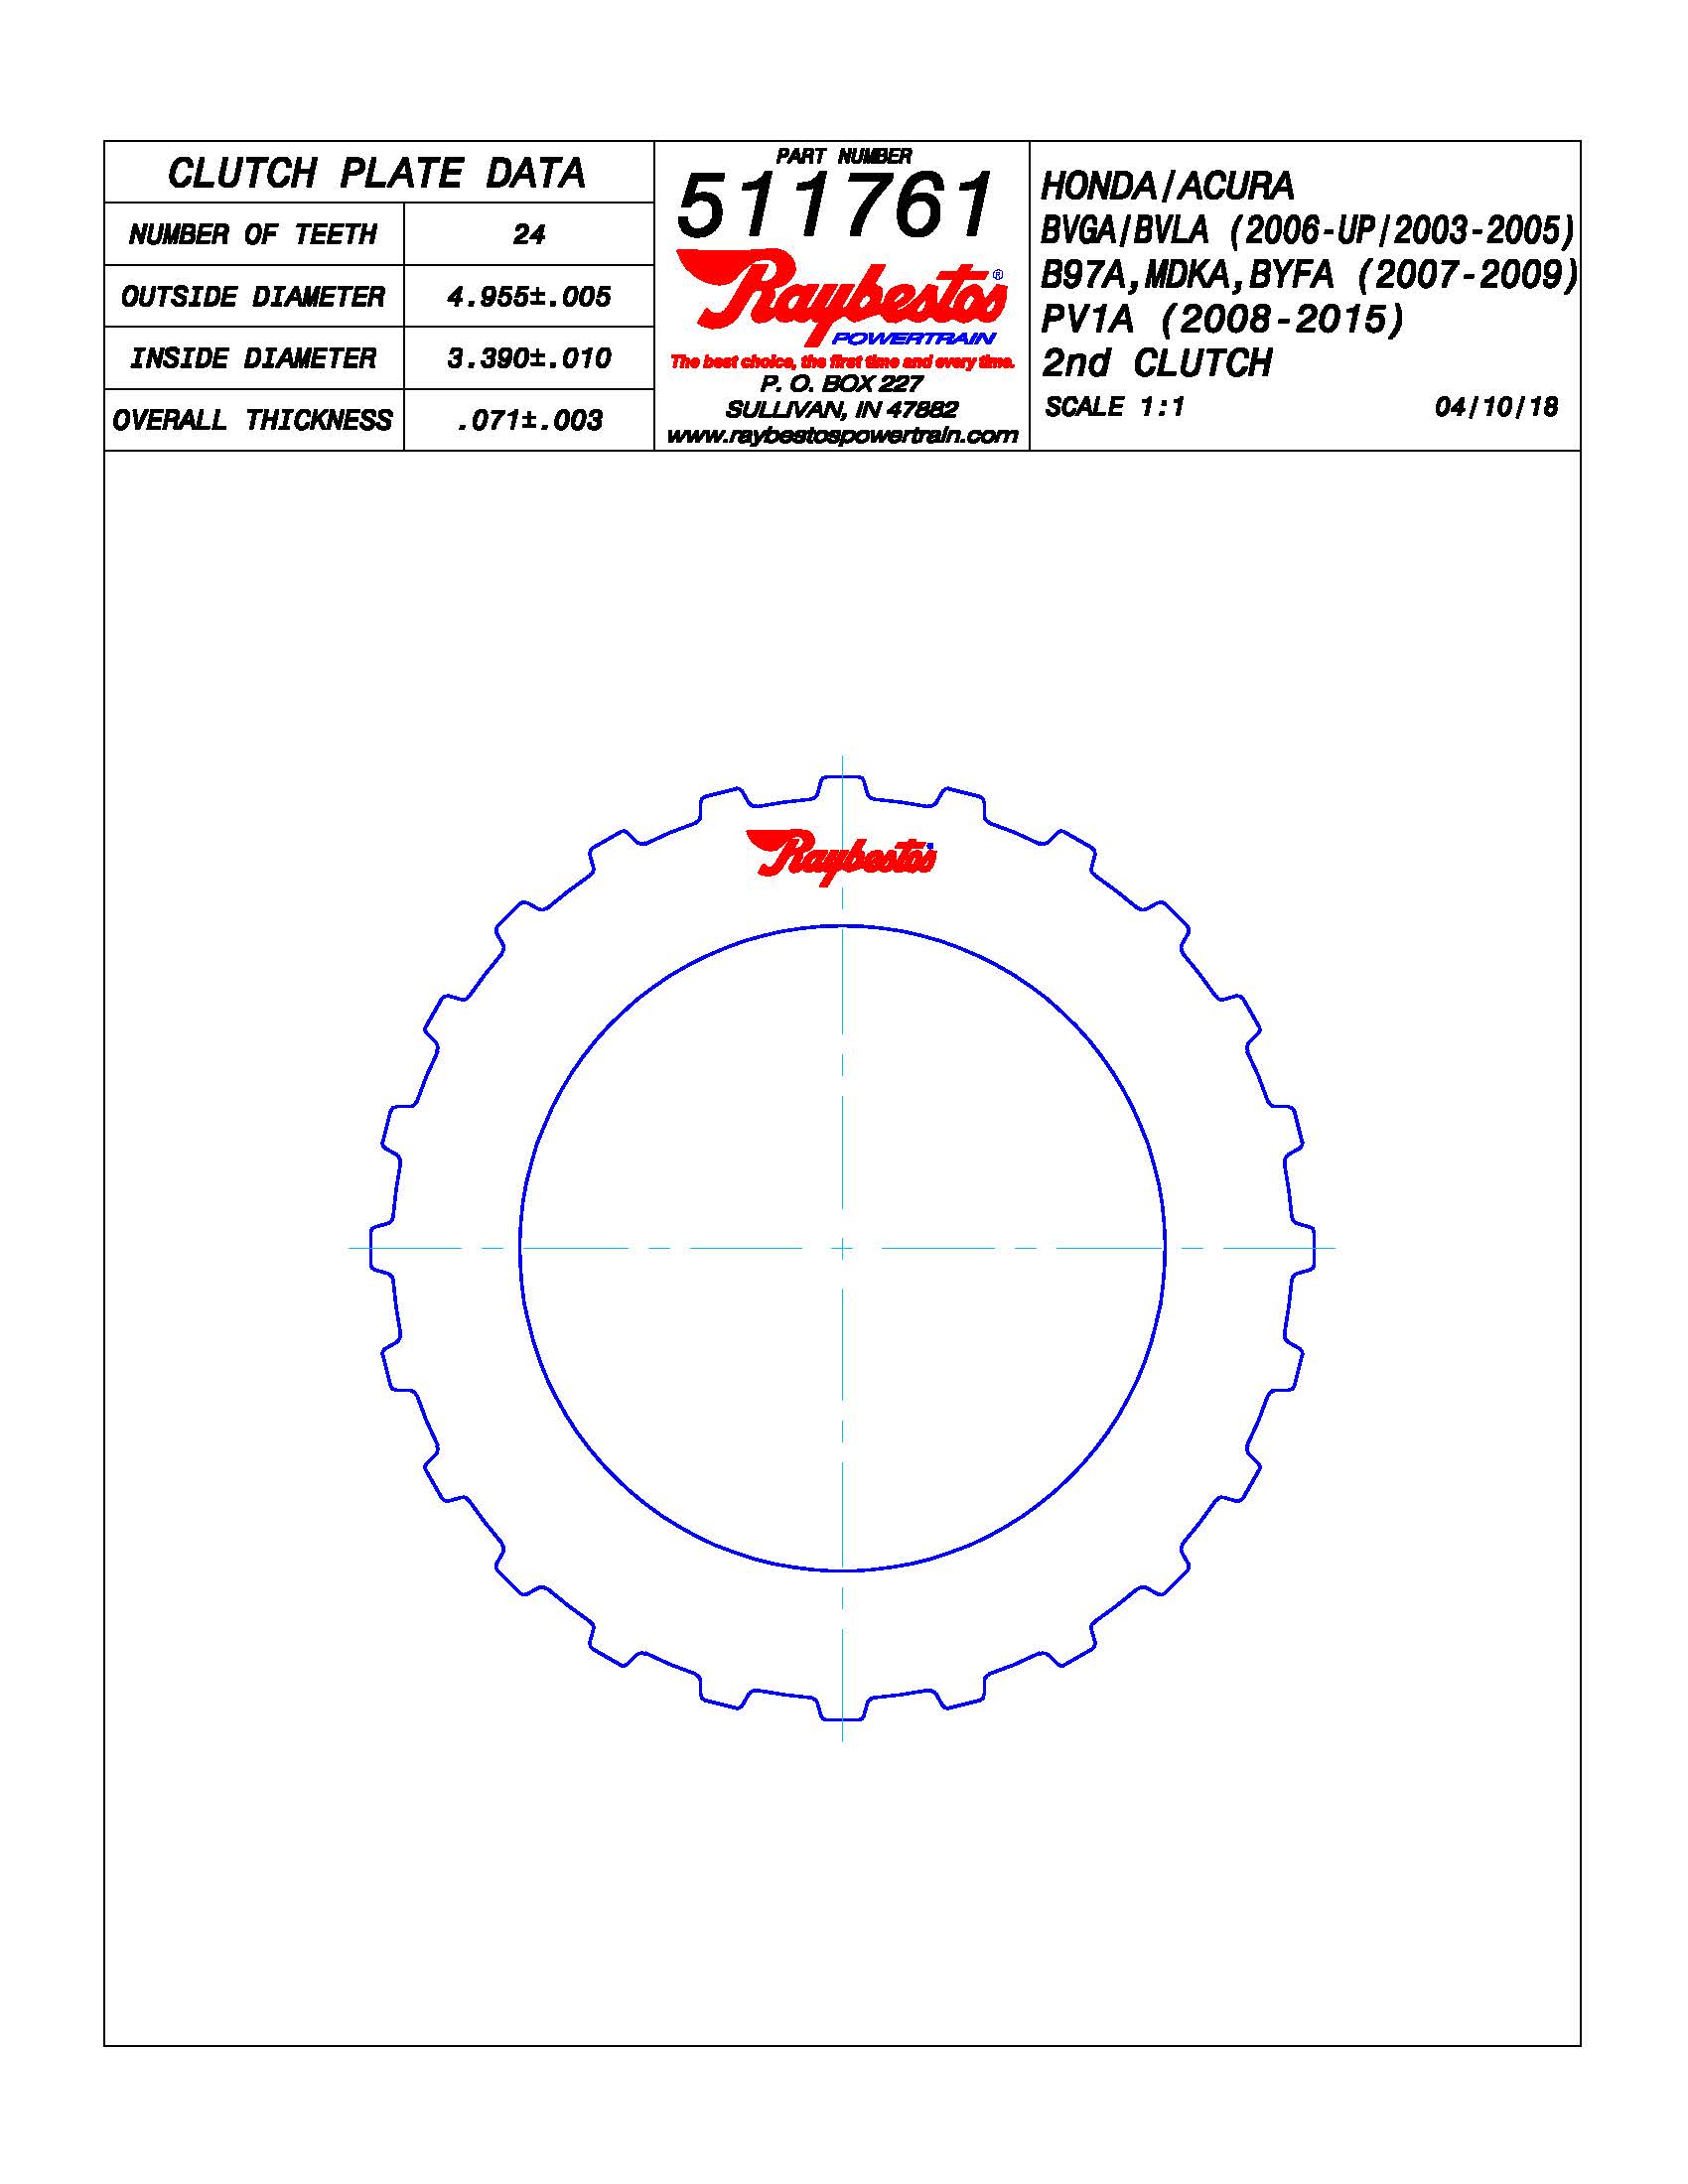 CLUTCH PLATE DATA
NUMBER OF TEETH 24
OUTSIDE DIAMETER 4.955±.005
INSIDE DIAMETER 3.390±.010
OVERALL THICKNESS .071±.003
PART NUMBER
511761
Raybestos®
POWERTRAIN
The best choice, the first time and every time.
P. O. BOX 227
SULLIVAN, IN 47882
www.raybestospowertrain.com
HONDA/ACURA
BVGA/BVLA (2006-UP/2003-2005)
B97A,MDKA,BYFA (2007-2009)
PV1A (2008-2015)
2nd CLUTCH
SCALE 1:1 04/10/18
Raybestos